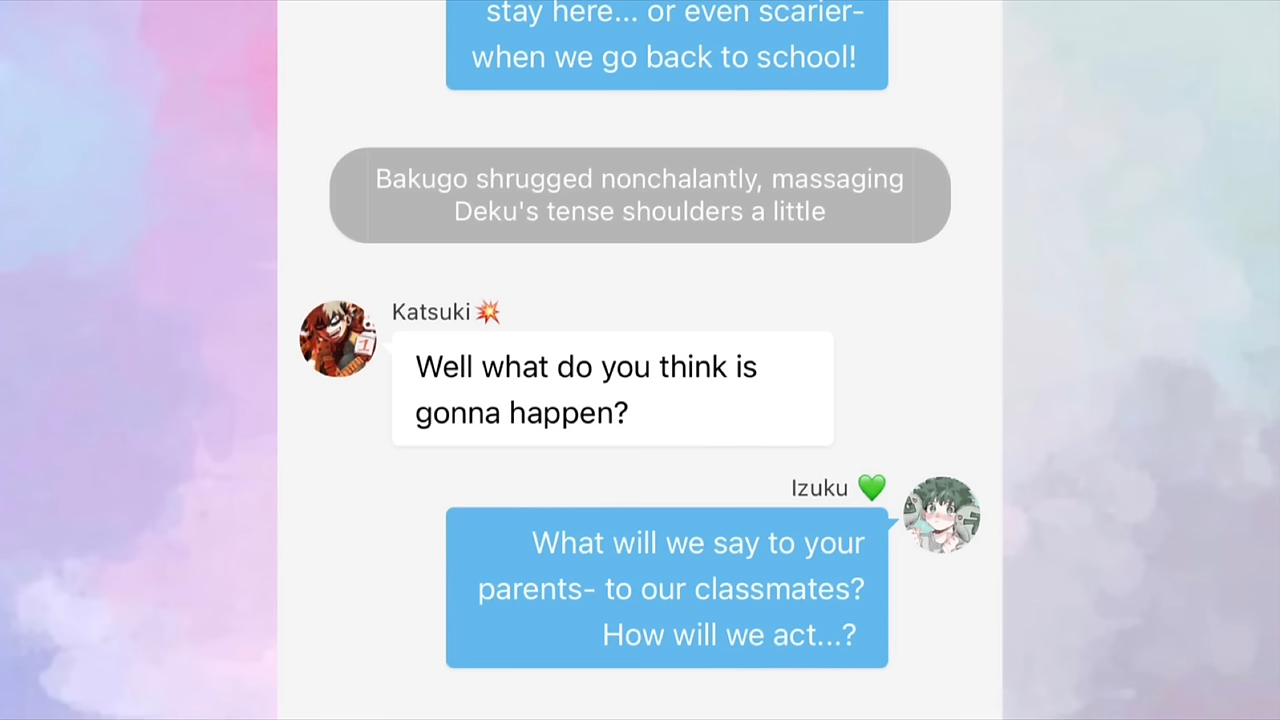 stay here... or even scarier-
when we go back to school!
Bakugo shrugged nonchalantly, massaging
Deku's tense shoulders a little
Katsuki💥
Well what do you think is
gonna happen?
Izuku 💚
What will we say to your
parents- to our classmates?
How will we act...?